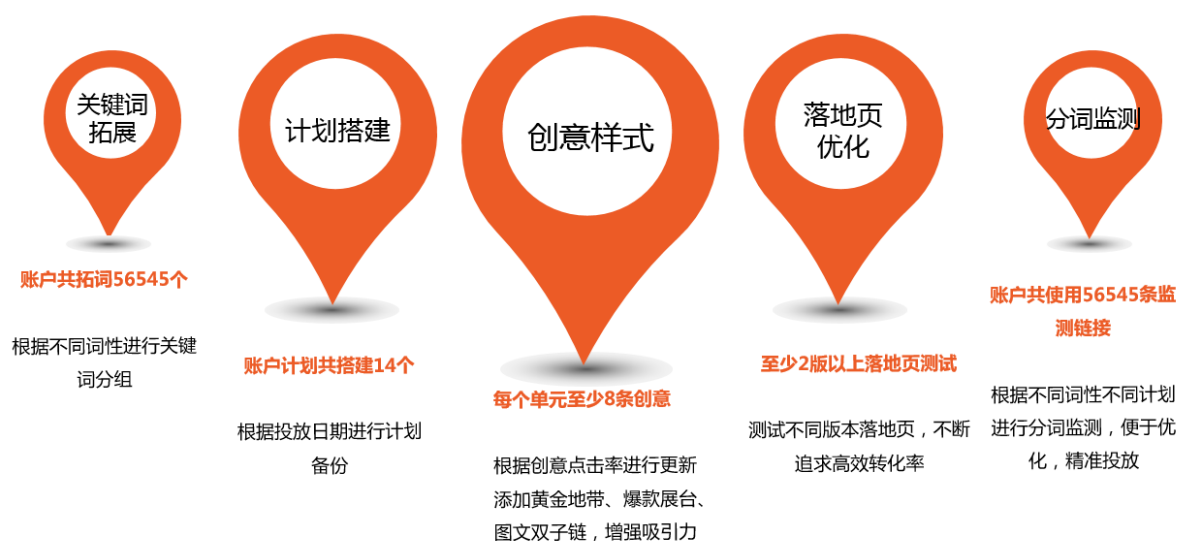 关键词
拓展
账户共拓词56545个
根据不同词性进行关键
词分组
计划搭建
账户计划共搭建14个
根据投放日期进行计划
备份
创意样式
每个单元至少8条创意
根据创意点击率进行更新
添加黄金地带、爆款展台、
图文双子链，增强吸引力
落地页
优化
至少2版以上落地页测试
测试不同版本落地页，不断
追求高效转化率
分词监测
账户共使用56545条监
测链接
根据不同词性不同计划
进行分词监测，便于优
化，精准投放